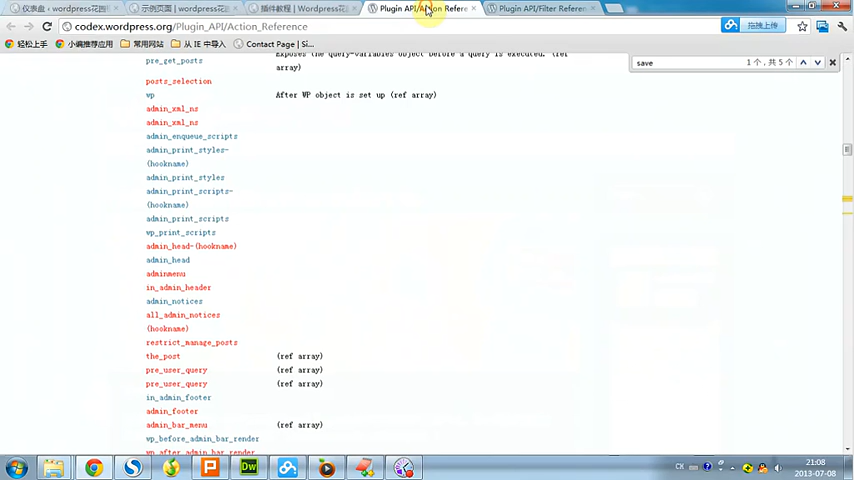 仪表盘 ‹ wordpress花园
示例页面 | wordpress花
插件教程 | WordPress花
Plugin API/Action Refere
Plugin API/Filter Referen
codex.wordpress.org/Plugin_API/Action_Reference
拖拽上传
轻松上手
小编推荐应用
常用网站
从 IE 中导入
Contact Page | Si...
save
1 个，共 5 个
Exposes the query-variables object before a query is executed. (ref
pre_get_posts
array)
posts_selection
wp
After WP object is set up (ref array)
admin_xml_ns
admin_xml_ns
admin_enqueue_scripts
admin_print_styles-
(hookname)
admin_print_styles
admin_print_scripts-
(hookname)
admin_print_scripts
wp_print_scripts
admin_head-(hookname)
admin_head
adminmenu
in_admin_header
admin_notices
all_admin_notices
(hookname)
restrict_manage_posts
the_post (ref array)
pre_user_query (ref array)
pre_user_query (ref array)
in_admin_footer
admin_footer
admin_bar_menu (ref array)
wp_before_admin_bar_render
wp_after_admin_bar_render
CH
21:08
2013-07-08